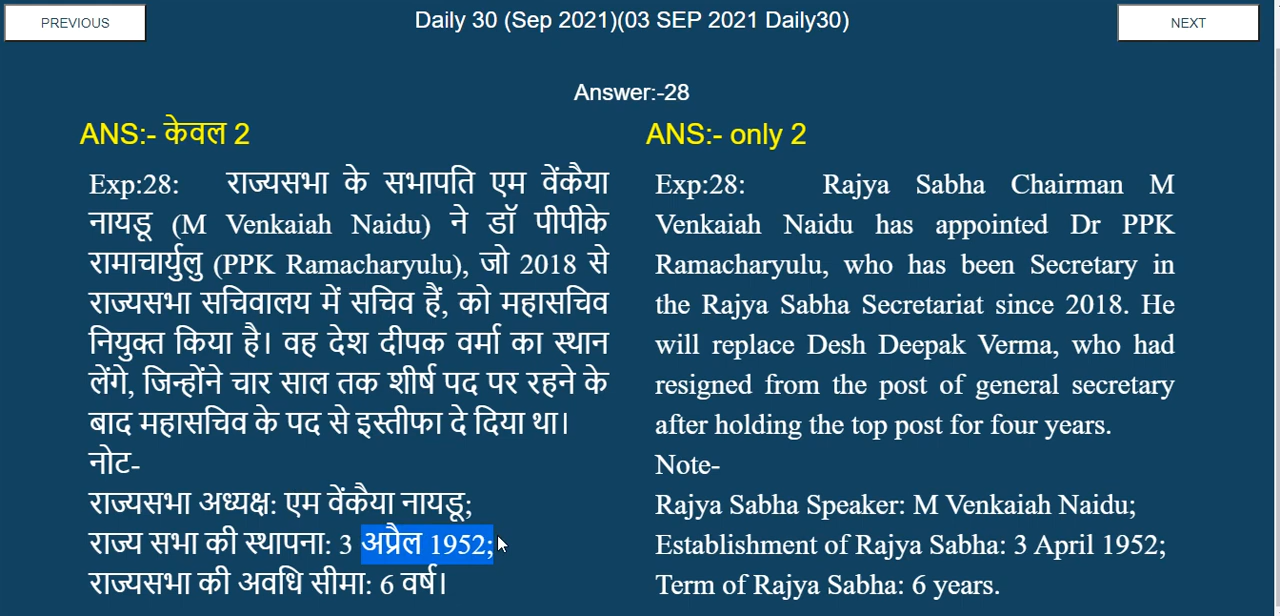 PREVIOUS
Daily 30 (Sep 2021)(03 SEP 2021 Daily30)
NEXT
Answer:-28
ANS:- केवल 2
Exp:28: राज्यसभा के सभापति एम वेंकैया
नायडू (M Venkaiah Naidu) ने डॉ पीपीके
रामाचार्युलु (PPK Ramacharyulu), जो 2018 से
राज्यसभा सचिवालय में सचिव हैं, को महासचिव
नियुक्त किया है। वह देश दीपक वर्मा का स्थान
लेंगे, जिन्होंने चार साल तक शीर्ष पद पर रहने के
बाद महासचिव के पद से इस्तीफा दे दिया था।
नोट-
राज्यसभा अध्यक्ष: एम वेंकैया नायडू;
राज्य सभा की स्थापना: 3 अप्रैल 1952;
राज्यसभा की अवधि सीमा: 6 वर्ष।
ANS:- only 2
Exp:28: Rajya Sabha Chairman M
Venkaiah Naidu has appointed Dr PPK
Ramacharyulu, who has been Secretary in
the Rajya Sabha Secretariat since 2018. He
will replace Desh Deepak Verma, who had
resigned from the post of general secretary
after holding the top post for four years.
Note-
Rajya Sabha Speaker: M Venkaiah Naidu;
Establishment of Rajya Sabha: 3 April 1952;
Term of Rajya Sabha: 6 years.